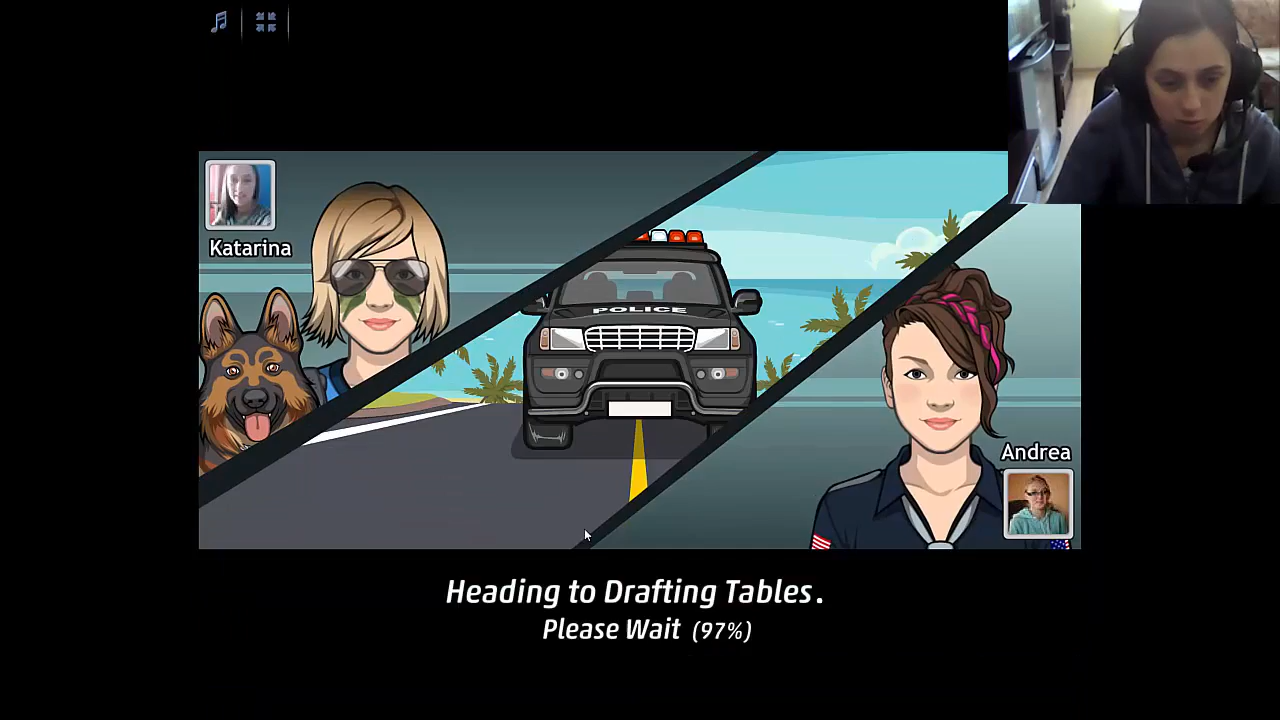 Katarina
POLICE
Andrea
Heading to Drafting Tables.
Please Wait (97%)